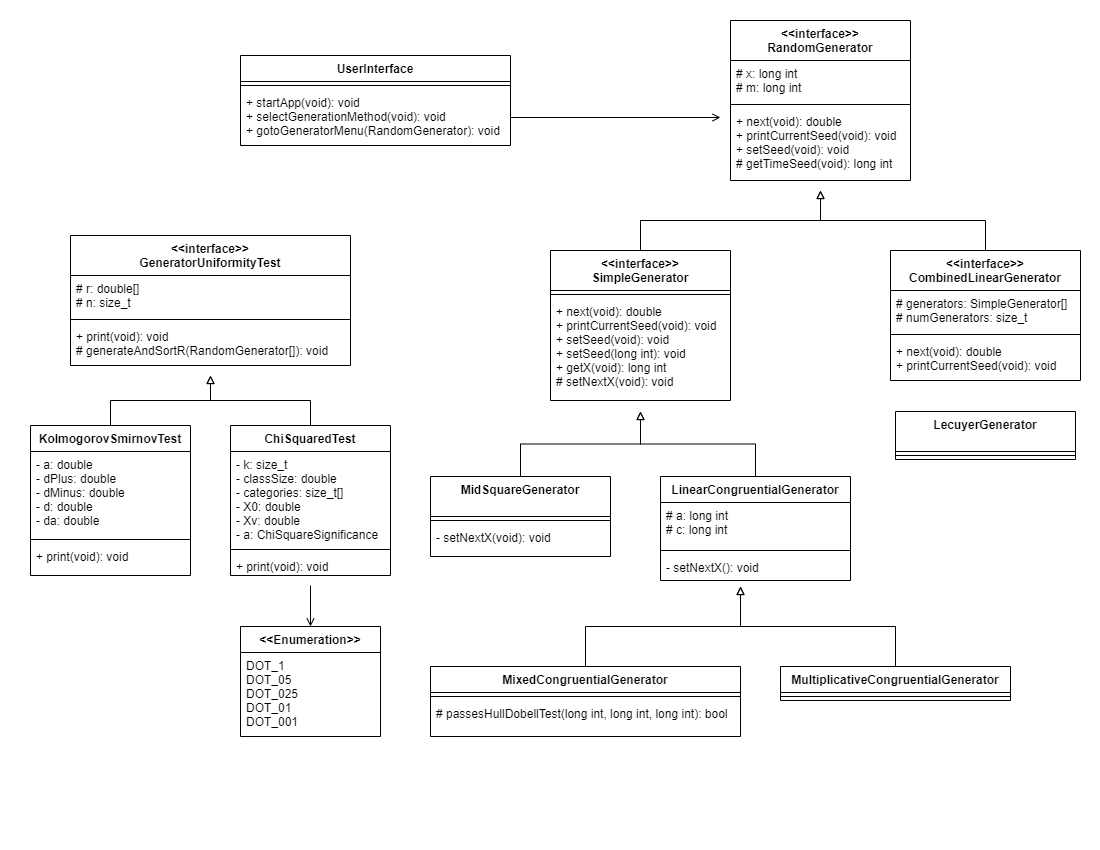 <<interface>>
RandomGenerator
# x: long int
# m: long int
+ next(void): double
+ printCurrentSeed(void): void
+ setSeed(void): void
# getTimeSeed(void): long int
UserInterface
+ startApp(void): void
+ selectGenerationMethod(void): void
+ gotoGeneratorMenu(RandomGenerator): void
<<interface>>
GeneratorUniformityTest
# r: double[]
# n: size_t
+ print(void): void
# generateAndSortR(RandomGenerator[]): void
<<interface>>
SimpleGenerator
+ next(void): double
+ printCurrentSeed(void): void
+ setSeed(void): void
+ setSeed(long int): void
+ getX(void): long int
# setNextX(void): void
<<interface>>
CombinedLinearGenerator
# generators: SimpleGenerator[]
# numGenerators: size_t
+ next(void): double
+ printCurrentSeed(void): void
LecuyerGenerator
KolmogorovSmirnovTest
- a: double
- dPlus: double
- dMinus: double
- d: double
- da: double
+ print(void): void
ChiSquaredTest
- k: size_t
- classSize: double
- categories: size_t[]
- X0: double
- Xv: double
- a: ChiSquareSignificance
+ print(void): void
MidSquareGenerator
- setNextX(void): void
LinearCongruentialGenerator
# a: long int
# c: long int
- setNextX(): void
<<Enumeration>>
DOT_1
DOT_05
DOT_025
DOT_01
DOT_001
MixedCongruentialGenerator
# passesHullDobellTest(long int, long int, long int): bool
MultiplicativeCongruentialGenerator